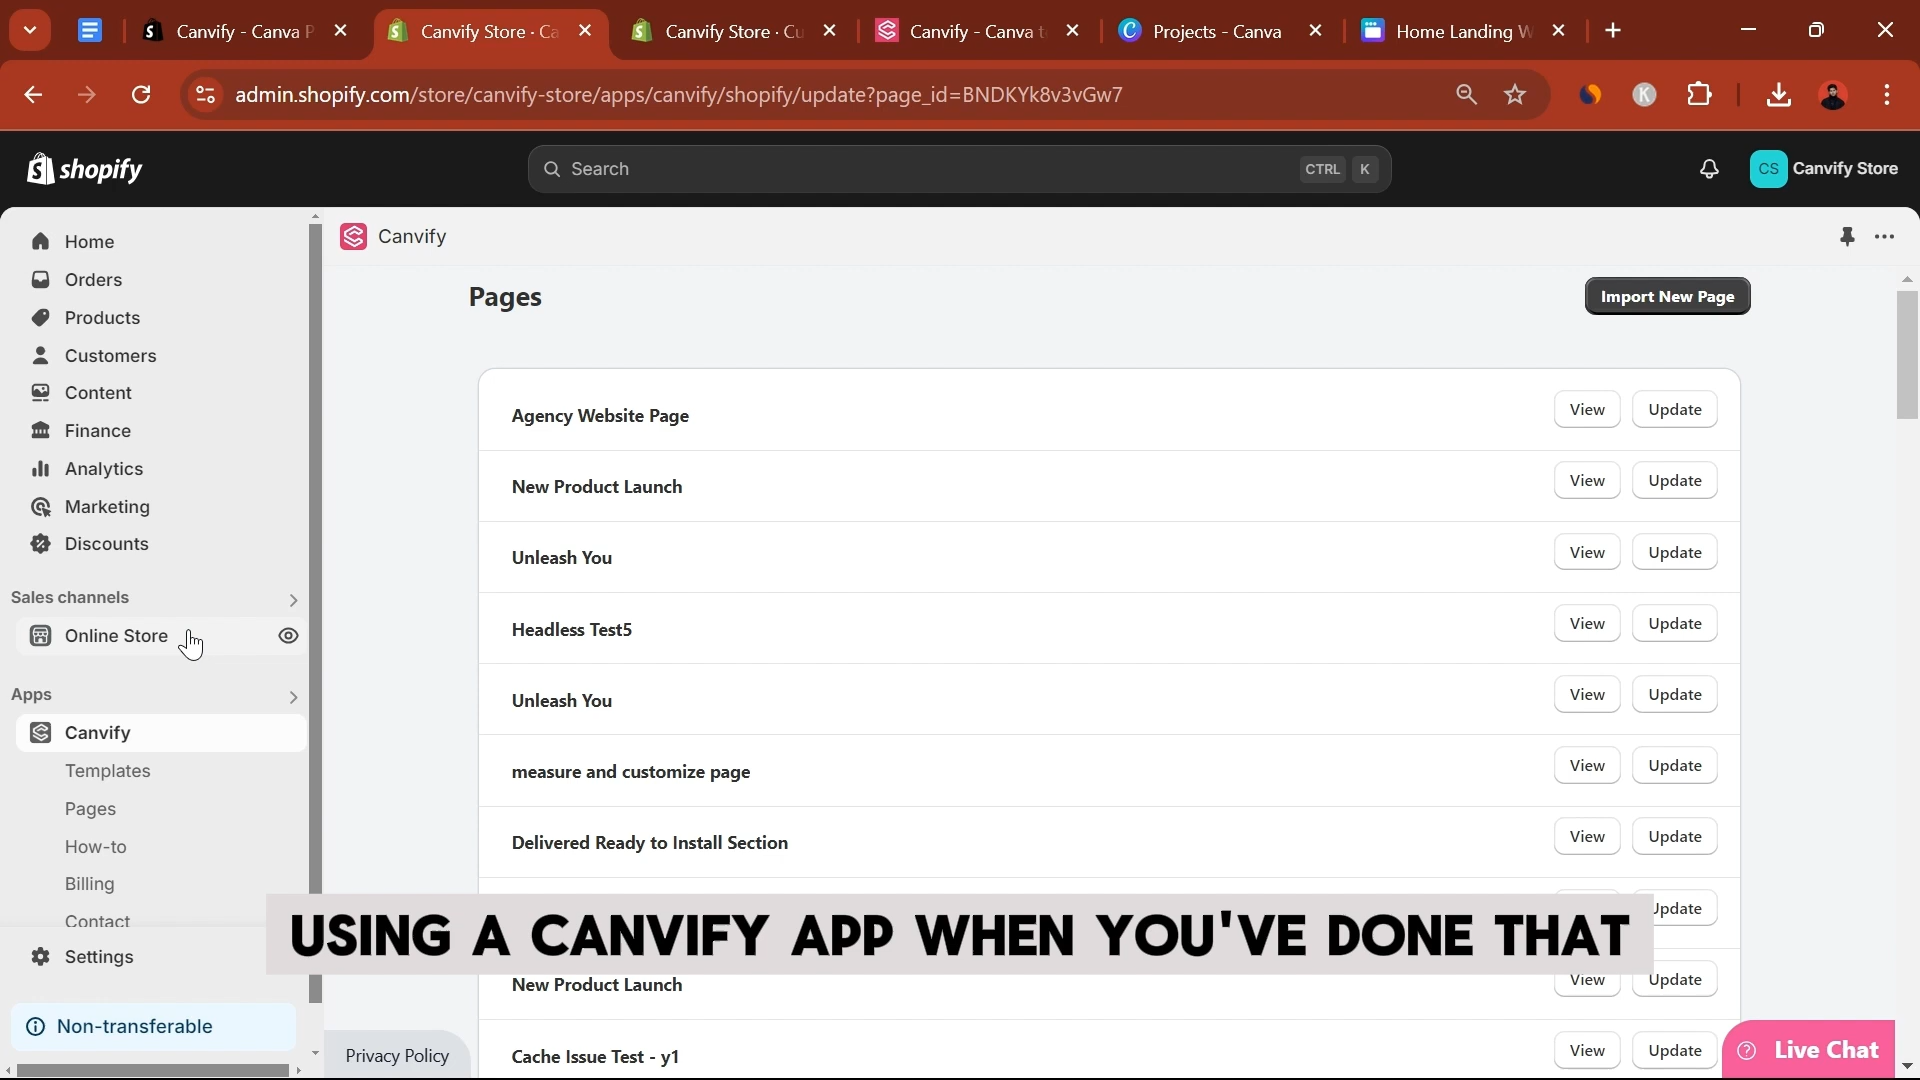 Canvify - Canva P
Canvify Store · Ca
Canvify Store · Cu
Canvify - Canva t
Projects - Canva
Home Landing W
admin.shopify.com/store/canvify-store/apps/canvify/shopify/update?page_id=BNDKYk8v3vGw7
K
shopify
Search
CTRL K
CS Canvify Store
Home
Orders
Products
Customers
Content
Finance
Analytics
Marketing
Discounts
Sales channels
Online Store
Apps
Canvify
Templates
Pages
How-to
Billing
Contact
Settings
Non-transferable
Canvify
Pages
Import New Page
Agency Website Page View Update
New Product Launch View Update
Unleash You View Update
Headless Test5 View Update
Unleash You View Update
measure and customize page View Update
Delivered Ready to Install Section View Update
Update
USING A CANVIFY APP WHEN YOU'VE DONE THAT
New Product Launch View Update
Cache Issue Test - y1 View Update
Privacy Policy
Live Chat